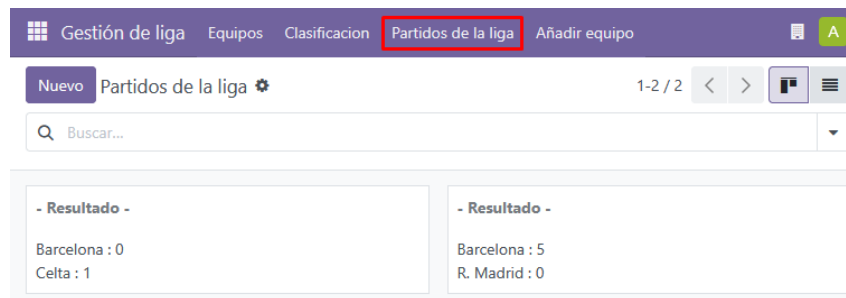 Gestión de liga Equipos Clasificacion Partidos de la liga Añadir equipo A
Nuevo Partidos de la liga 1-2 / 2
Buscar...
- Resultado - - Resultado -
Barcelona : 0 Barcelona : 5
Celta : 1 R. Madrid : 0